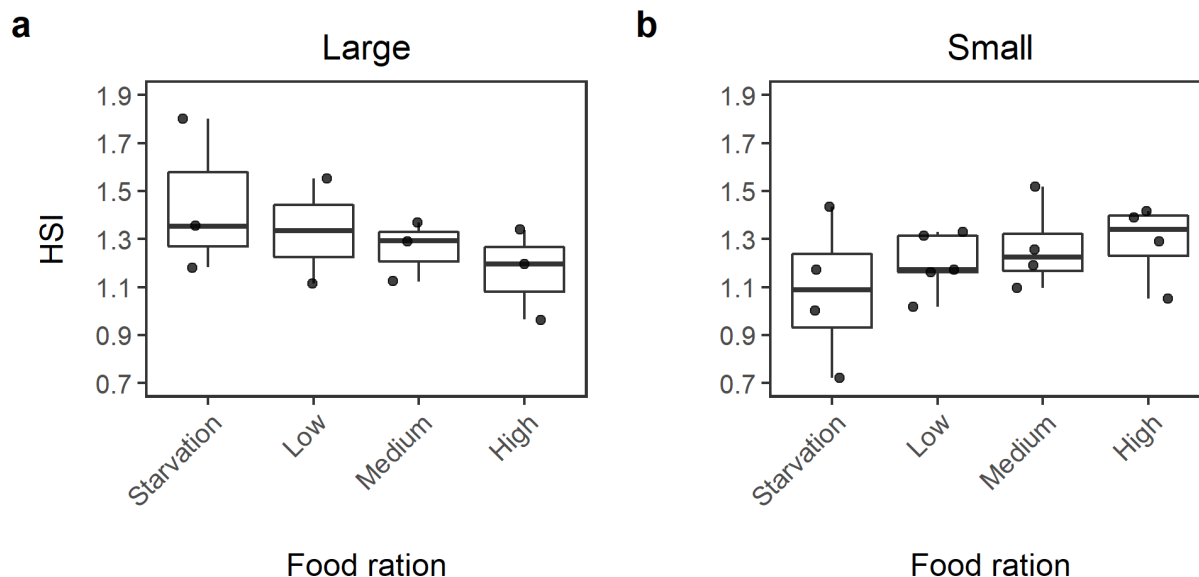 a
Large
HSI
1.9
1.7
1.5
1.3
1.1
0.9
0.7
Starvation
Low
Medium
High
Food ration
b
Small
1.9
1.7
1.5
1.3
1.1
0.9
0.7
Starvation
Low
Medium
High
Food ration